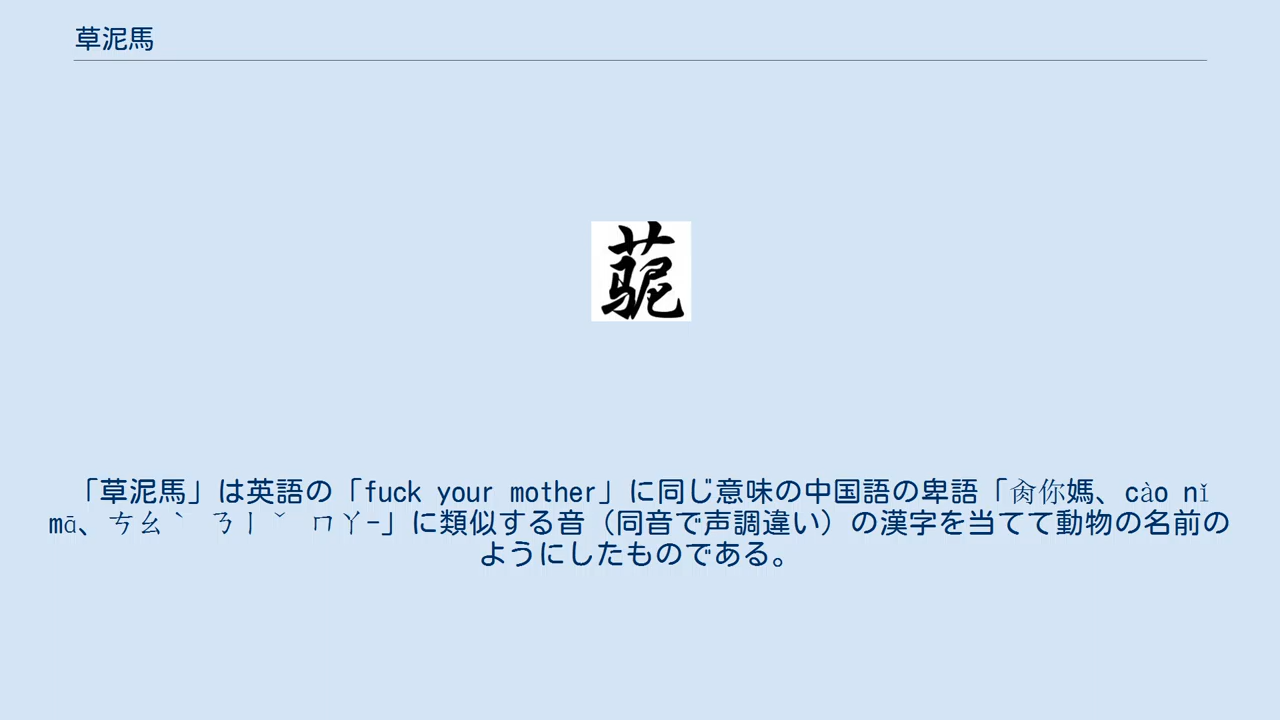 草泥馬
「草泥馬」は英語の「fuck your mother」に同じ意味の中国語の卑語「肏你媽、cào nǐ
mā、ㄘㄠˋ ㄋㄧˇ ㄇㄚ-」に類似する音（同音で声調違い）の漢字を当てて動物の名前の
ようにしたものである。